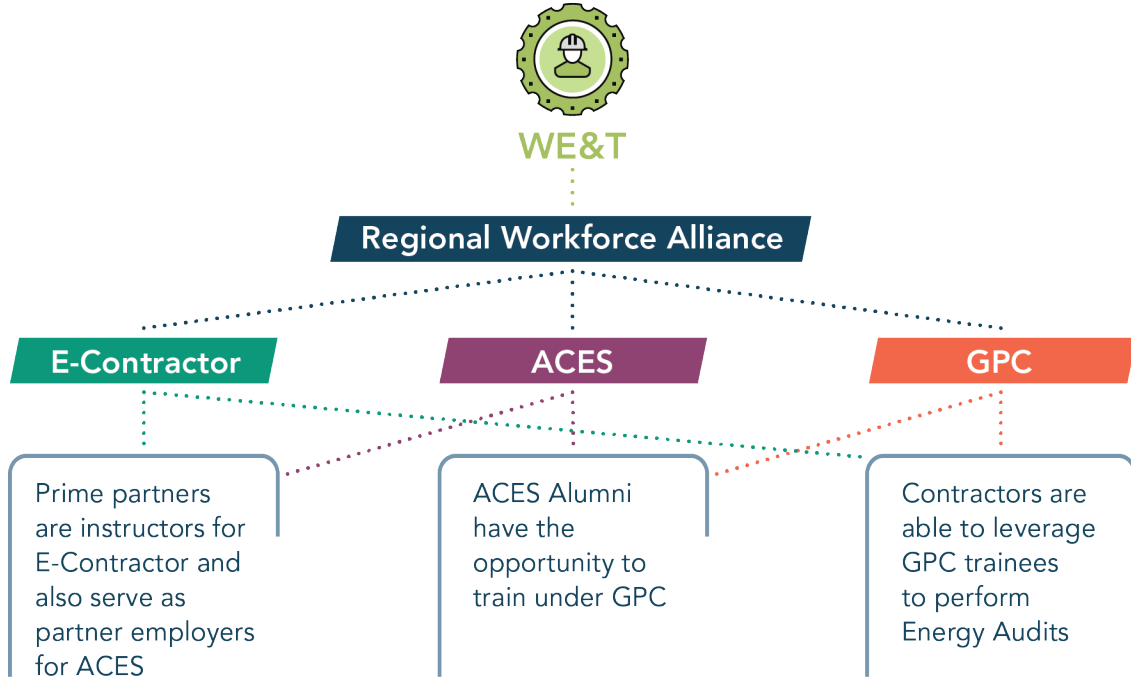 WE&T
Regional Workforce Alliance
E-Contractor
ACES
GPC
Prime partners
are instructors for
E-Contractor and
also serve as
partner employers
for ACES
ACES Alumni
have the
opportunity to
train under GPC
Contractors are
able to leverage
GPC trainees
to perform
Energy Audits